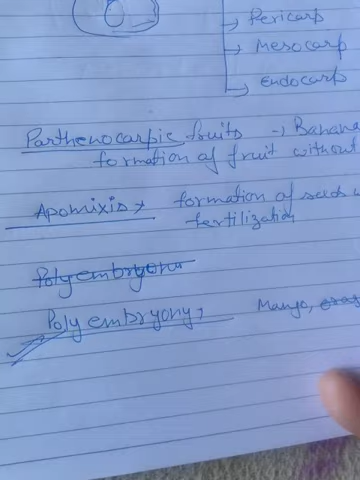 → Pericarp
→ Mesocarp
→ Endocarp
Parthenocarpic fruits → Banana
formation of fruit without
Apomixis → formation of seeds
fertilization
Polyembryony
Polyembryony, Mango,